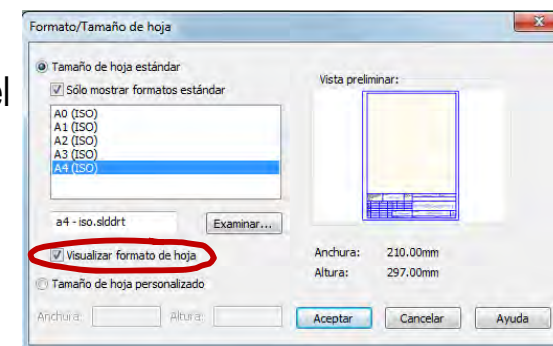 Formato/Tamaño de hoja
el
Tamaño de hoja estándar
Sólo mostrar formatos estándar
A0 (ISO)
A1 (ISO)
A2 (ISO)
A3 (ISO)
A4 (ISO)
a4 - iso.slddrt
Examinar...
Visualizar formato de hoja
Tamaño de hoja personalizado
Anchura:
Altura:
Vista preliminar:
Anchura: 210.00mm
Altura: 297.00mm
Aceptar
Cancelar
Ayuda